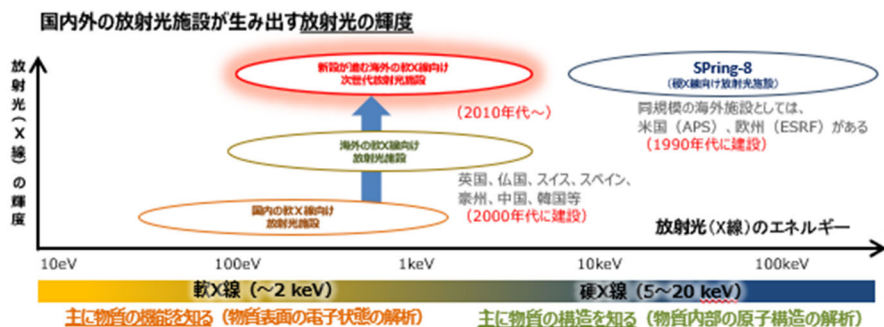 国内外の放射光施設が生み出す放射光の輝度
放射光(X線)の輝度
新設が進む海外の軟X線向け
次世代放射光施設
SPring-8
(硬X線向け放射光施設)
(2010年代~)
同規模の海外施設としては、
米国(APS)、欧州(ESRF)がある
(1990年代に建設)
海外の軟X線向け
放射光施設
英国、仏国、スイス、スペイン、
豪州、中国、韓国等
(2000年代に建設)
国内の軟X線向け
放射光施設
放射光(X線)のエネルギー
10eV
100eV
1keV
10keV
100keV
軟X線(~2 keV)
硬X線(5~20 keV)
主に物質の機能を知る(物質表面の電子状態の解析)
主に物質の構造を知る(物質内部の原子構造の解析)